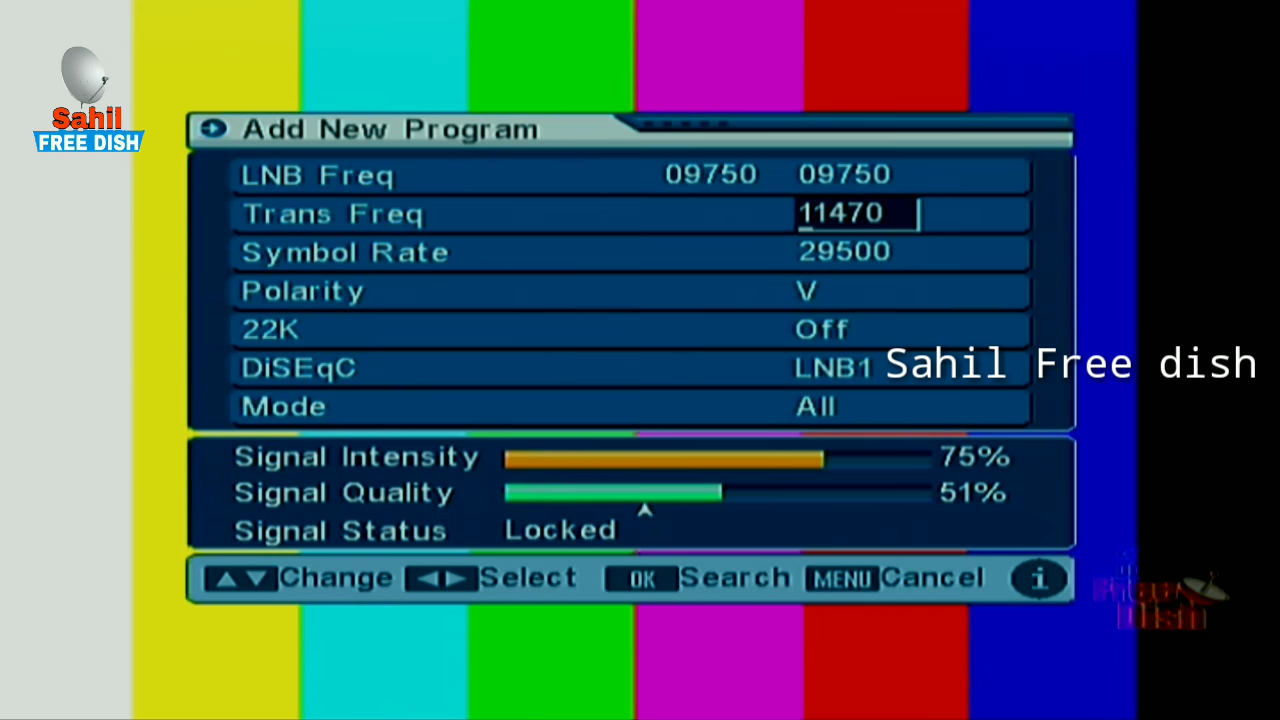 Sahil
FREE DISH
Add New Program
LNB Freq 09750 09750
Trans Freq 11470
Symbol Rate 29500
Polarity V
22K Off
DiSEqC LNB1
Sahil Free dish
Mode All
Signal Intensity 75%
Signal Quality 51%
Signal Status Locked
Change Select OK Search MENU Cancel i
Dish